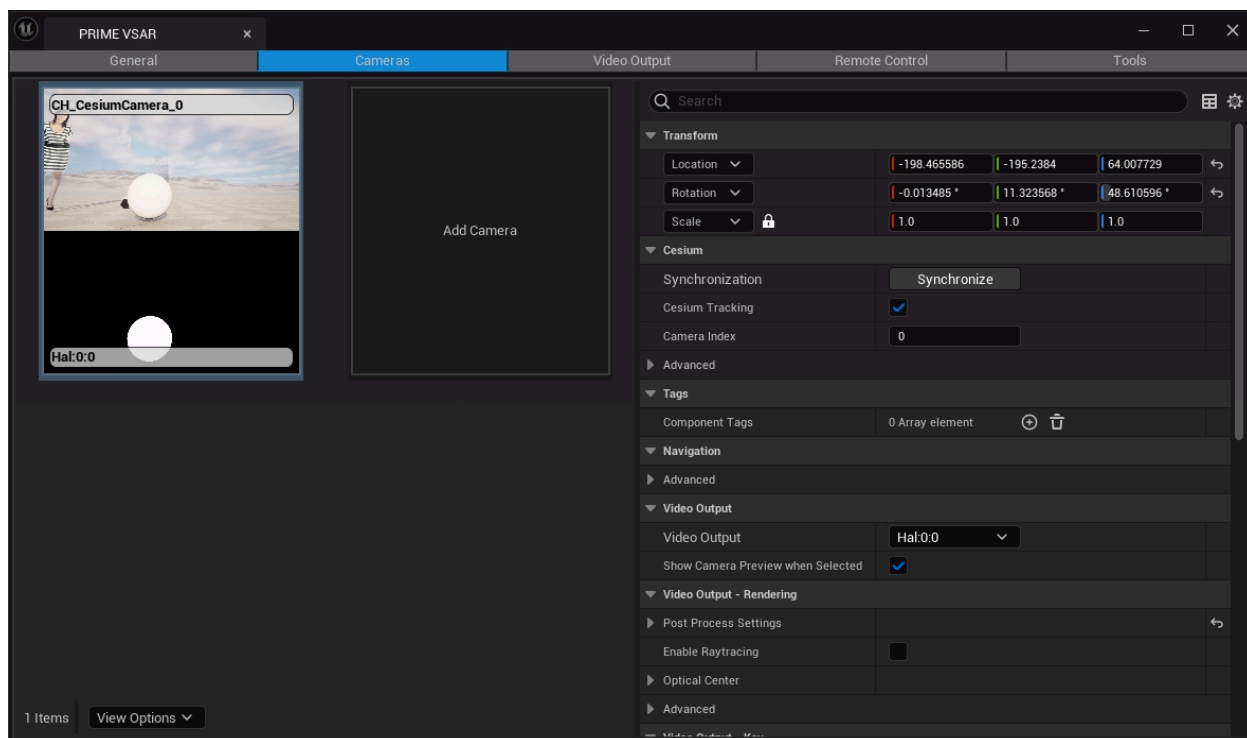 PRIME VSAR
General Cameras Video Output Remote Control Tools
CH_CesiumCamera_0
Hal:0:0
Add Camera
1 Items View Options
Search
Transform
Location -198.465586 -195.2384 64.007729
Rotation -0.013485 ° 11.323568 ° 48.610596 °
Scale 1.0 1.0 1.0
Cesium
Synchronization Synchronize
Cesium Tracking
Camera Index 0
Advanced
Tags
Component Tags 0 Array element
Navigation
Advanced
Video Output
Video Output Hal:0:0
Show Camera Preview when Selected
Video Output - Rendering
Post Process Settings
Enable Raytracing
Optical Center
Advanced
Video Output - Key